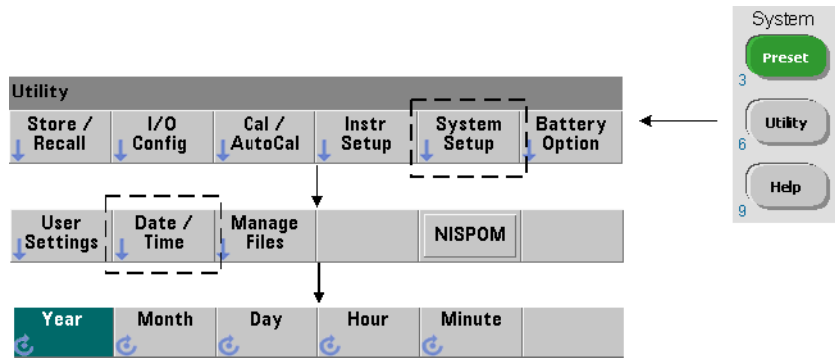 System
Preset
3
Utility
6
Help
9
Utility
Store / Recall
I/O Config
Cal / AutoCal
Instr Setup
System Setup
Battery Option
User Settings
Date / Time
Manage Files
NISPOM
Year
Month
Day
Hour
Minute